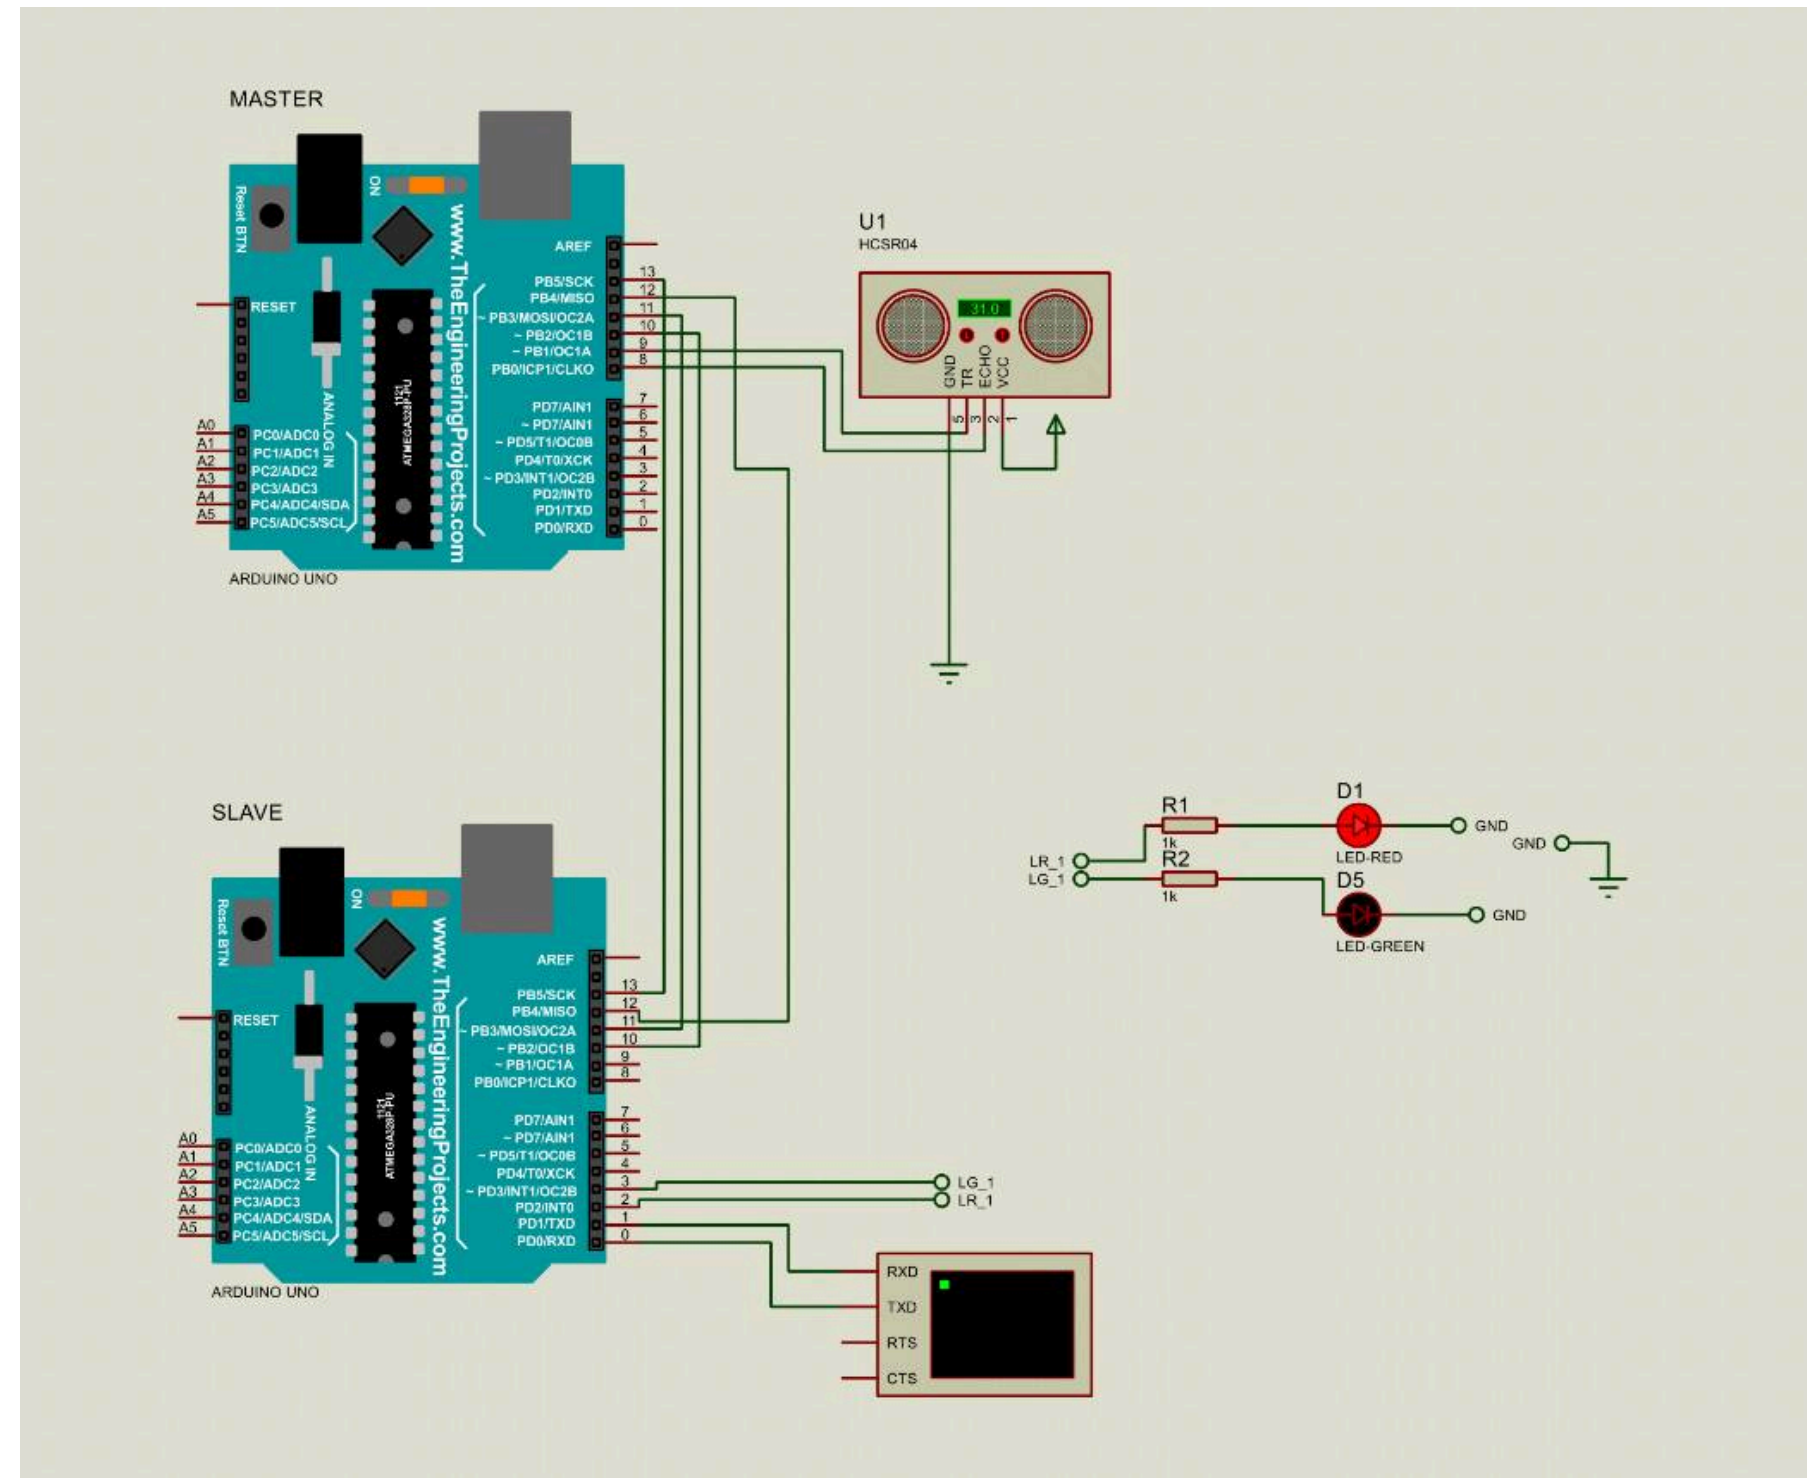 MASTER
ON
Reset BTN
www.TheEngineeringProjects.com
AREF
PB5/SCK 13
RESET
PB4/MISO 12
~ PB3/MOSI/OC2A 11
~ PB2/OC1B 10
~ PB1/OC1A 9
PB0/ICP1/CLKO 8
1121
ATMEGA328P-PU
ANALOG IN
PD7/AIN1 7
~ PD7/AIN1 6
~ PD5/T1/OC0B 5
PD4/T0/XCK 4
~ PD3/INT1/OC2B 3
PD2/INT0 2
PD1/TXD 1
PD0/RXD 0
A0 PC0/ADC0
A1 PC1/ADC1
A2 PC2/ADC2
A3 PC3/ADC3
A4 PC4/ADC4/SDA
A5 PC5/ADC5/SCL
ARDUINO UNO
U1
HCSR04
31.0
GND
TR
ECHO
VCC
5
3
2
1
SLAVE
ON
Reset BTN
www.TheEngineeringProjects.com
AREF
PB5/SCK 13
RESET
PB4/MISO 12
~ PB3/MOSI/OC2A 11
~ PB2/OC1B 10
~ PB1/OC1A 9
PB0/ICP1/CLKO 8
1121
ATMEGA328P-PU
ANALOG IN
PD7/AIN1 7
~ PD7/AIN1 6
~ PD5/T1/OC0B 5
PD4/T0/XCK 4
~ PD3/INT1/OC2B 3
PD2/INT0 2
PD1/TXD 1
PD0/RXD 0
A0 PC0/ADC0
A1 PC1/ADC1
A2 PC2/ADC2
A3 PC3/ADC3
A4 PC4/ADC4/SDA
A5 PC5/ADC5/SCL
ARDUINO UNO
LG_1
LR_1
RXD
TXD
RTS
CTS
R1
1k
D1
LED-RED
GND
GND
LR_1
LG_1
R2
1k
D5
LED-GREEN
GND